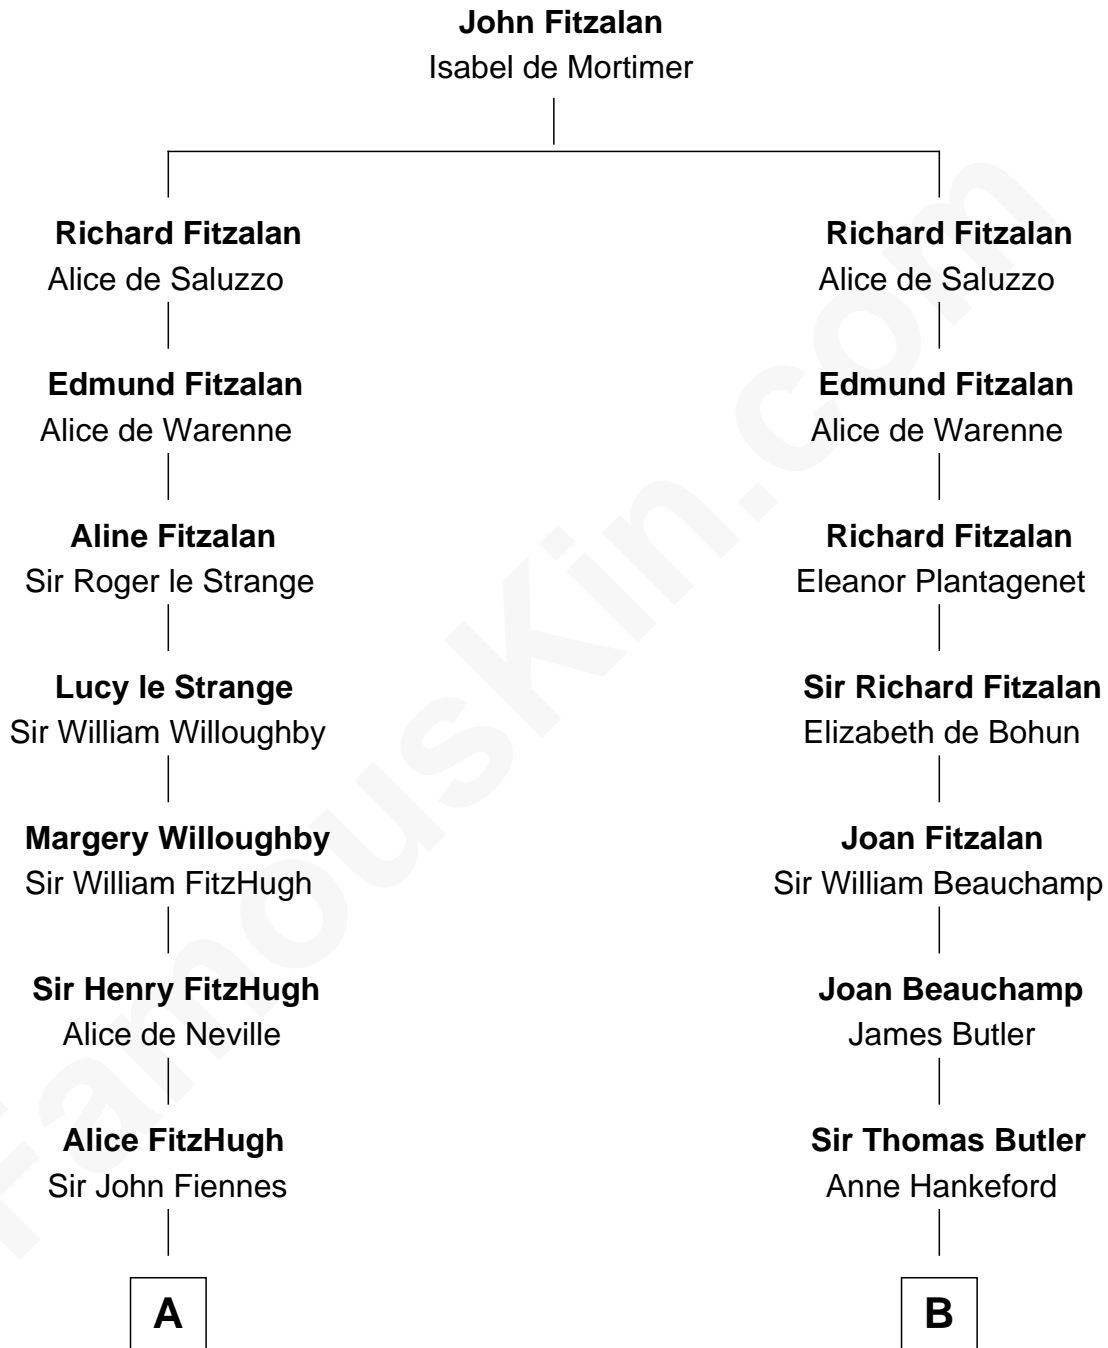 John Fitzalan
Isabel de Mortimer
Richard Fitzalan
Alice de Saluzzo
Edmund Fitzalan
Alice de Warenne
Aline Fitzalan
Sir Roger le Strange
Lucy le Strange
Sir William Willoughby
Margery Willoughby
Sir William FitzHugh
Sir Henry FitzHugh
Alice de Neville
Alice FitzHugh
Sir John Fiennes
A
Richard Fitzalan
Alice de Saluzzo
Edmund Fitzalan
Alice de Warenne
Richard Fitzalan
Eleanor Plantagenet
Sir Richard Fitzalan
Elizabeth de Bohun
Joan Fitzalan
Sir William Beauchamp
Joan Beauchamp
James Butler
Sir Thomas Butler
Anne Hankeford
B
FamousKin.com